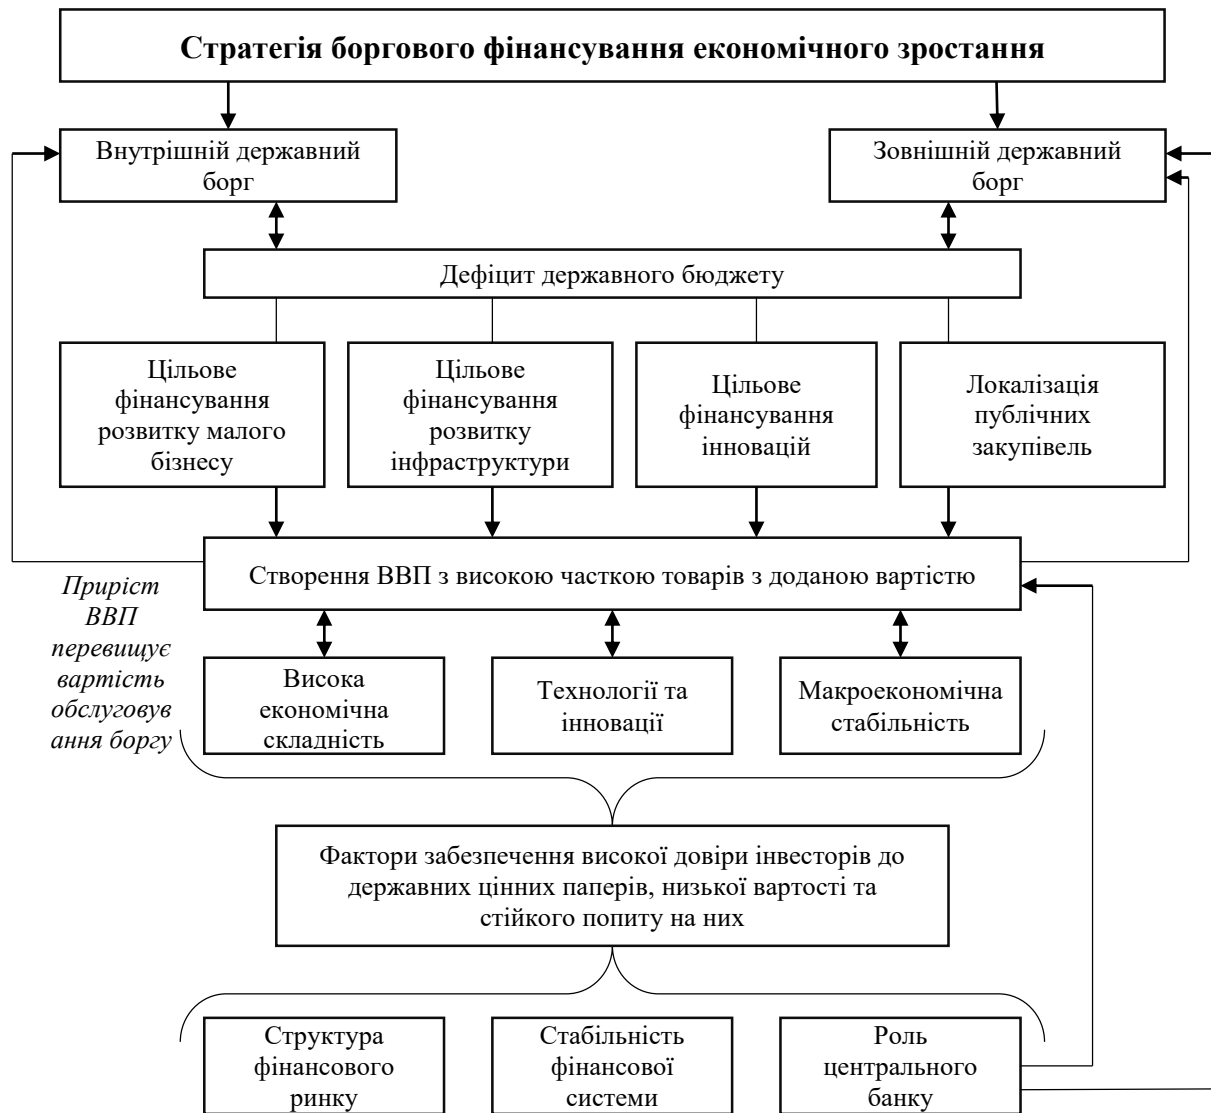 Стратегія боргового фінансування економічного зростання
Внутрішній державний
борг
Зовнішній державний
борг
Дефіцит державного бюджету
Цільове
фінансування
розвитку малого
бізнесу
Цільове
фінансування
розвитку
інфраструктури
Цільове
фінансування
інновацій
Локалізація
публічних
закупівель
Створення ВВП з високою часткою товарів з доданою вартістю
Приріст
ВВП
перевищує
вартість
обслуговув
ання боргу
Висока
економічна
складність
Технології та
інновації
Макроекономічна
стабільність
Фактори забезпечення високої довіри інвесторів до
державних цінних паперів, низької вартості та
стійкого попиту на них
Структура
фінансового
ринку
Стабільність
фінансової
системи
Роль
центрального
банку